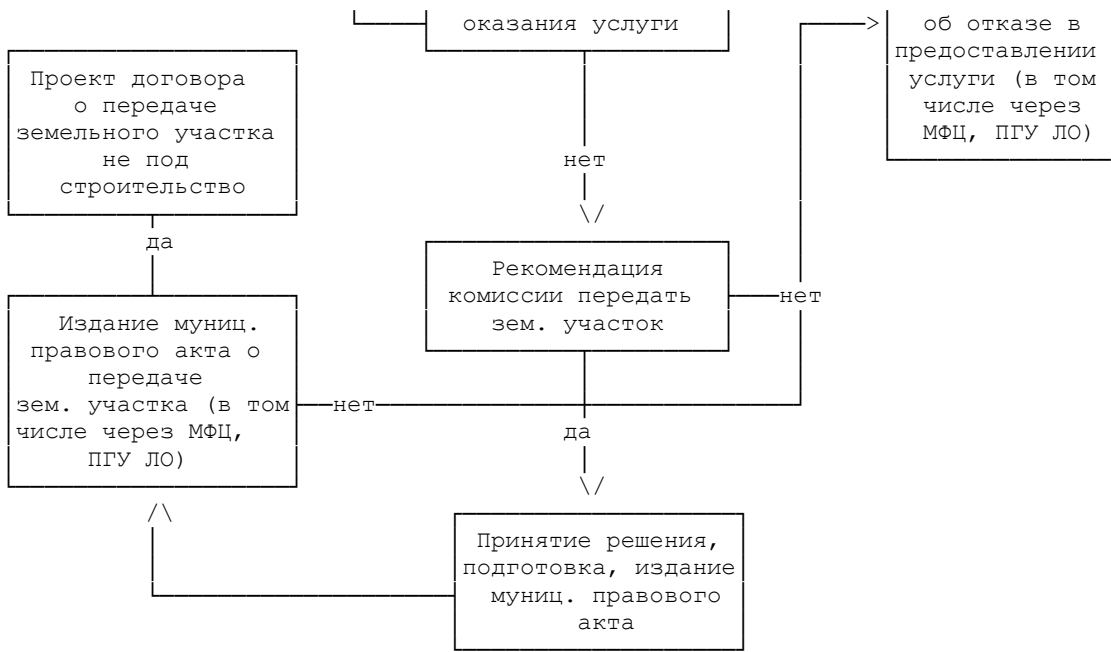 оказания услуги
об отказе в
предоставлении
услуги (в том
числе через
МФЦ, ПГУ ЛО)
Проект договора
о передаче
земельного участка
не под
строительство
нет
да
Рекомендация
комиссии передать
зем. участок
нет
Издание муниц.
правового акта о
передаче
зем. участка (в том
числе через МФЦ,
ПГУ ЛО)
нет
да
Принятие решения,
подготовка, издание
муниц. правового
акта